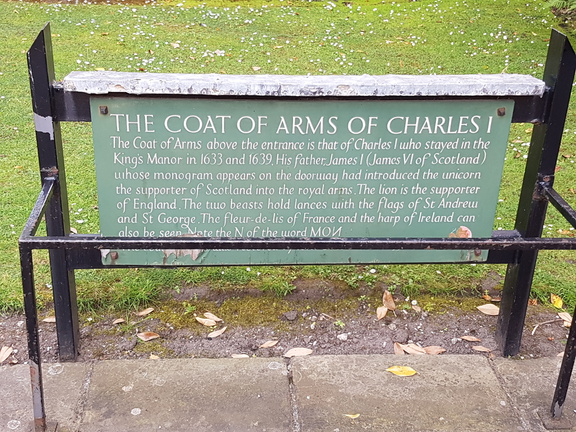 THE COAT OF ARMS OF CHARLES I
The Coat of Arms above the entrance is that of Charles I who stayed in the
Kings Manor in 1633 and 1639. His father, James I (James VI of Scotland)
whose monogram appears on the doorway had introduced the unicorn
the supporter of Scotland into the royal arms. The lion is the supporter
of England. The two beasts hold lances with the flags of St Andrew
and St George. The fleur-de-lis of France and the harp of Ireland can
also be seen. Note the N of the word MOИ.